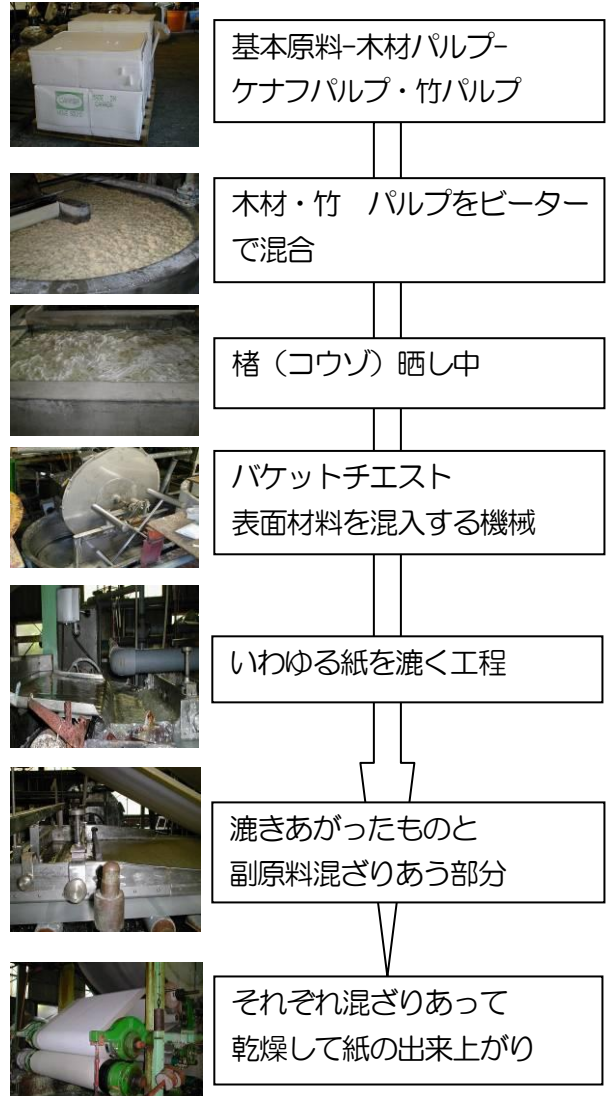 基本原料-木材パルプ-
ケナフパルプ・竹パルプ
木材・竹　パルプをビーター
で混合
楮（コウゾ）晒し中
バケットチエスト
表面材料を混入する機械
いわゆる紙を漉く工程
漉きあがったものと
副原料混ざりあう部分
それぞれ混ざりあって
乾燥して紙の出来上がり